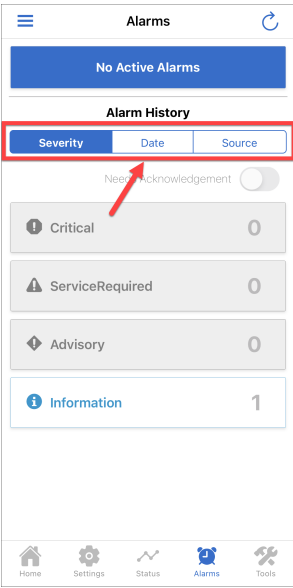 Alarms
No Active Alarms
Alarm History
Severity Date Source
Needs Acknowledgement
Critical 0
ServiceRequired 0
Advisory 0
Information 1
Home Settings Status Alarms Tools